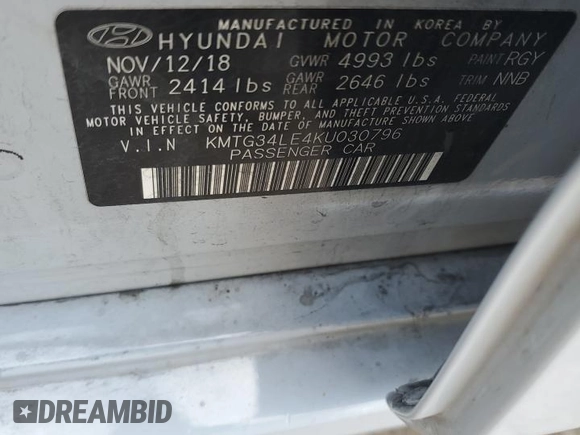 MANUFACTURED IN KOREA BY
HYUNDAI MOTOR COMPANY
NOV/12/18 GVWR 4993 lbs PAINT RGY
GAWR FRONT 2414 lbs GAWR REAR 2646 lbs TRIM NNB
THIS VEHICLE CONFORMS TO ALL APPLICABLE U.S.A. FEDERAL
MOTOR VEHICLE SAFETY, BUMPER, AND THEFT PREVENTION STANDARDS
IN EFFECT ON THE DATE OF MANUFACTURE SHOWN ABOVE.
V.I.N KMTG34LE4KU030796
PASSENGER CAR
DREAMBID